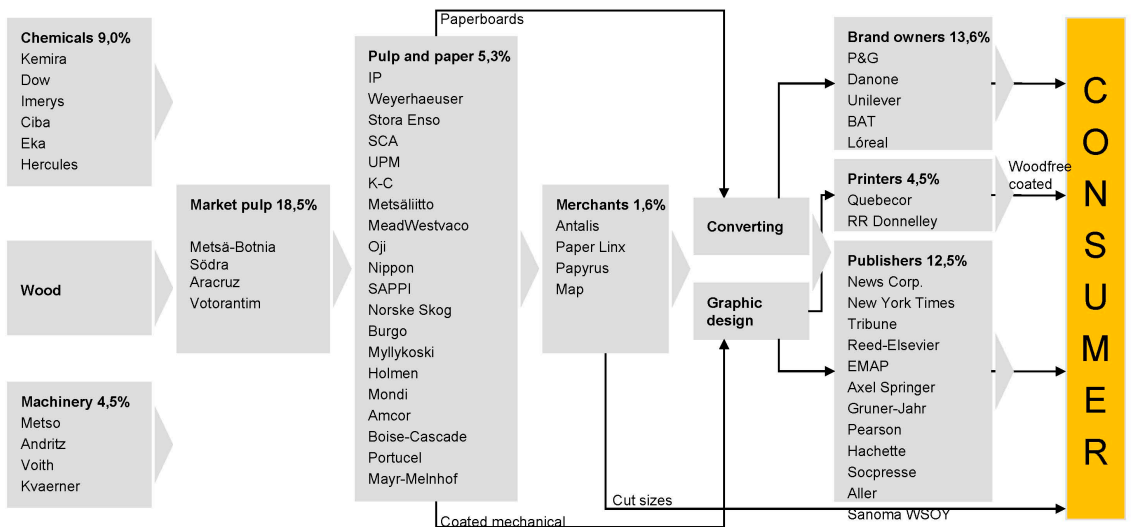 Chemicals 9,0%
Kemira
Dow
Imerys
Ciba
Eka
Hercules
Wood
Machinery 4,5%
Metso
Andritz
Voith
Kvaerner
Market pulp 18,5%
Metsä-Botnia
Södra
Aracruz
Votorantim
Paperboards
Pulp and paper 5,3%
IP
Weyerhaeuser
Stora Enso
SCA
UPM
K-C
Metsäliitto
MeadWestvaco
Oji
Nippon
SAPPI
Norske Skog
Burgo
Myllykoski
Holmen
Mondi
Amcor
Boise-Cascade
Portucel
Mayr-Melnhof
Coated mechanical
Merchants 1,6%
Antalis
Paper Linx
Papyrus
Map
Cut sizes
Converting
Graphic
design
Brand owners 13,6%
P&G
Danone
Unilever
BAT
Lóreal
Printers 4,5%
Quebecor
RR Donnelley
Woodfree
coated
Publishers 12,5%
News Corp.
New York Times
Tribune
Reed-Elsevier
EMAP
Axel Springer
Gruner-Jahr
Pearson
Hachette
Socpresse
Aller
Sanoma WSOY
CONSUMER